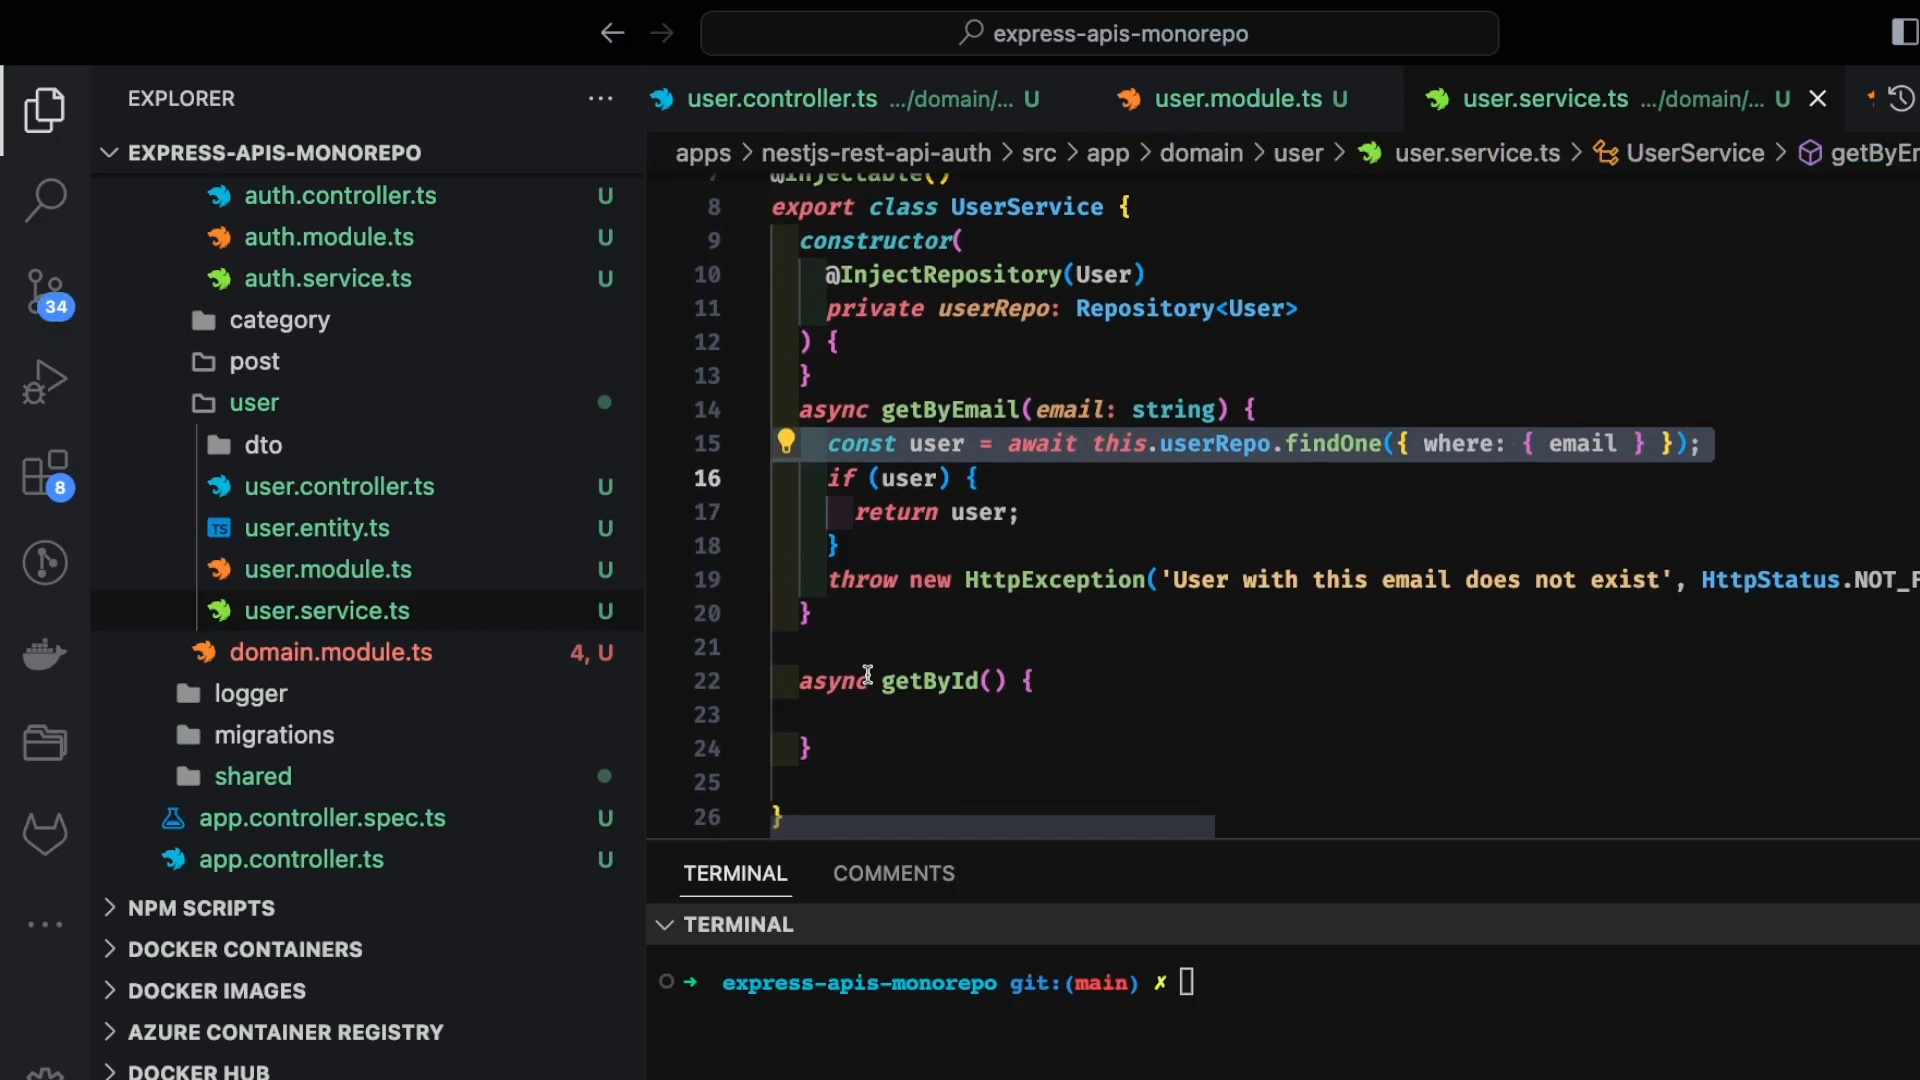 express-apis-monorepo
EXPLORER
EXPRESS-APIS-MONOREPO
auth.controller.ts U
auth.module.ts U
auth.service.ts U
category
post
user
dto
user.controller.ts U
TS user.entity.ts U
user.module.ts U
user.service.ts U
domain.module.ts 4, U
logger
migrations
shared
app.controller.spec.ts U
app.controller.ts U
NPM SCRIPTS
DOCKER CONTAINERS
DOCKER IMAGES
AZURE CONTAINER REGISTRY
DOCKER HUB
34
8
user.controller.ts .../domain/... U
user.module.ts U
user.service.ts .../domain/... U
apps > nestjs-rest-api-auth > src > app > domain > user > user.service.ts > UserService > getByEr
7 @Injectable()
8 export class UserService {
9 constructor(
10 @InjectRepository(User)
11 private userRepo: Repository<User>
12 ) {
13 }
14 async getByEmail(email: string) {
15 const user = await this.userRepo.findOne({ where: { email } });
16 if (user) {
17 return user;
18 }
19 throw new HttpException('User with this email does not exist', HttpStatus.NOT_F
20 }
21
22 async getById() {
23
24 }
25
26 }
TERMINAL
COMMENTS
TERMINAL
express-apis-monorepo git:(main) ✗